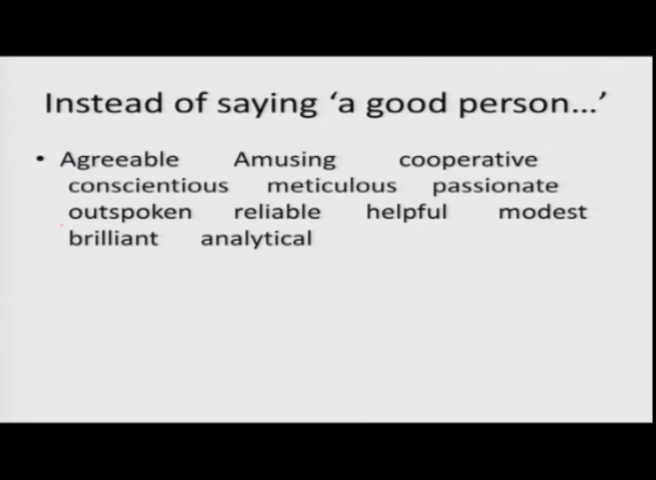 Instead of saying ‘a good person...’
• Agreeable Amusing cooperative
conscientious meticulous passionate
outspoken reliable helpful modest
brilliant analytical